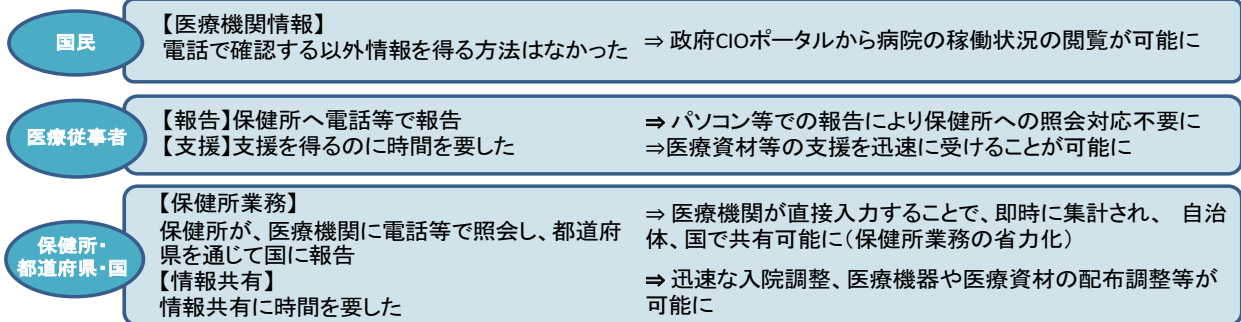 国民
【医療機関情報】
電話で確認する以外情報を得る方法はなかった
⇒ 政府CIOポータルから病院の稼働状況の閲覧が可能に
医療従事者
【報告】保健所へ電話等で報告
【支援】支援を得るのに時間を要した
⇒ パソコン等での報告により保健所への照会対応不要に
⇒医療資材等の支援を迅速に受けることが可能に
保健所・
都道府県・国
【保健所業務】
保健所が、医療機関に電話等で照会し、都道府
県を通じて国に報告
【情報共有】
情報共有に時間を要した
⇒ 医療機関が直接入力することで、即時に集計され、 自治
体、国で共有可能に（保健所業務の省力化）
⇒ 迅速な入院調整、医療機器や医療資材の配布調整等が
可能に